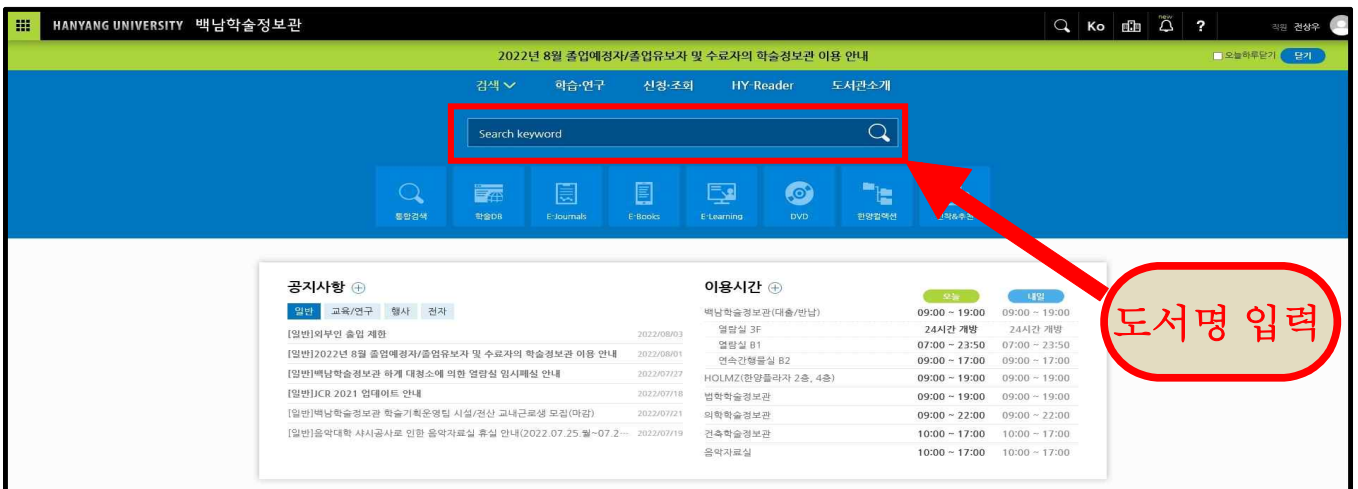 HANYANG UNIVERSITY 백남학술정보관
Ko
new
?
직원 전상우
2022년 8월 졸업예정자/졸업유보자 및 수료자의 학술정보관 이용 안내
오늘하루닫기 닫기
검색 학습·연구 신청·조회 HY-Reader 도서관소개
Search keyword
통합검색 학술DB E-Journals E-Books E-Learning DVD 한양컬렉션
공지사항
일반 교육/연구 행사 전자
[일반]외부인 출입 제한 2022/08/03
[일반]2022년 8월 졸업예정자/졸업유보자 및 수료자의 학술정보관 이용 안내 2022/08/01
[일반]백남학술정보관 하계 대청소에 의한 열람실 임시폐실 안내 2022/07/27
[일반]JCR 2021 업데이트 안내 2022/07/18
[일반]백남학술정보관 학술기획운영팀 시설/전산 교내근로생 모집(마감) 2022/07/21
[일반]음악대학 샤시공사로 인한 음악자료실 휴실 안내(2022.07.25.월~07.2… 2022/07/19
이용시간
오늘 내일
백남학술정보관(대출/반납) 09:00 ~ 19:00 09:00 ~ 19:00
열람실 3F 24시간 개방 24시간 개방
열람실 B1 07:00 ~ 23:50 07:00 ~ 23:50
연속간행물실 B2 09:00 ~ 17:00 09:00 ~ 17:00
HOLMZ(한양플라자 2층, 4층) 09:00 ~ 19:00 09:00 ~ 19:00
법학학술정보관 09:00 ~ 19:00 09:00 ~ 19:00
의학학술정보관 09:00 ~ 22:00 09:00 ~ 22:00
건축학술정보관 10:00 ~ 17:00 10:00 ~ 17:00
음악자료실 10:00 ~ 17:00 10:00 ~ 17:00
도서명 입력